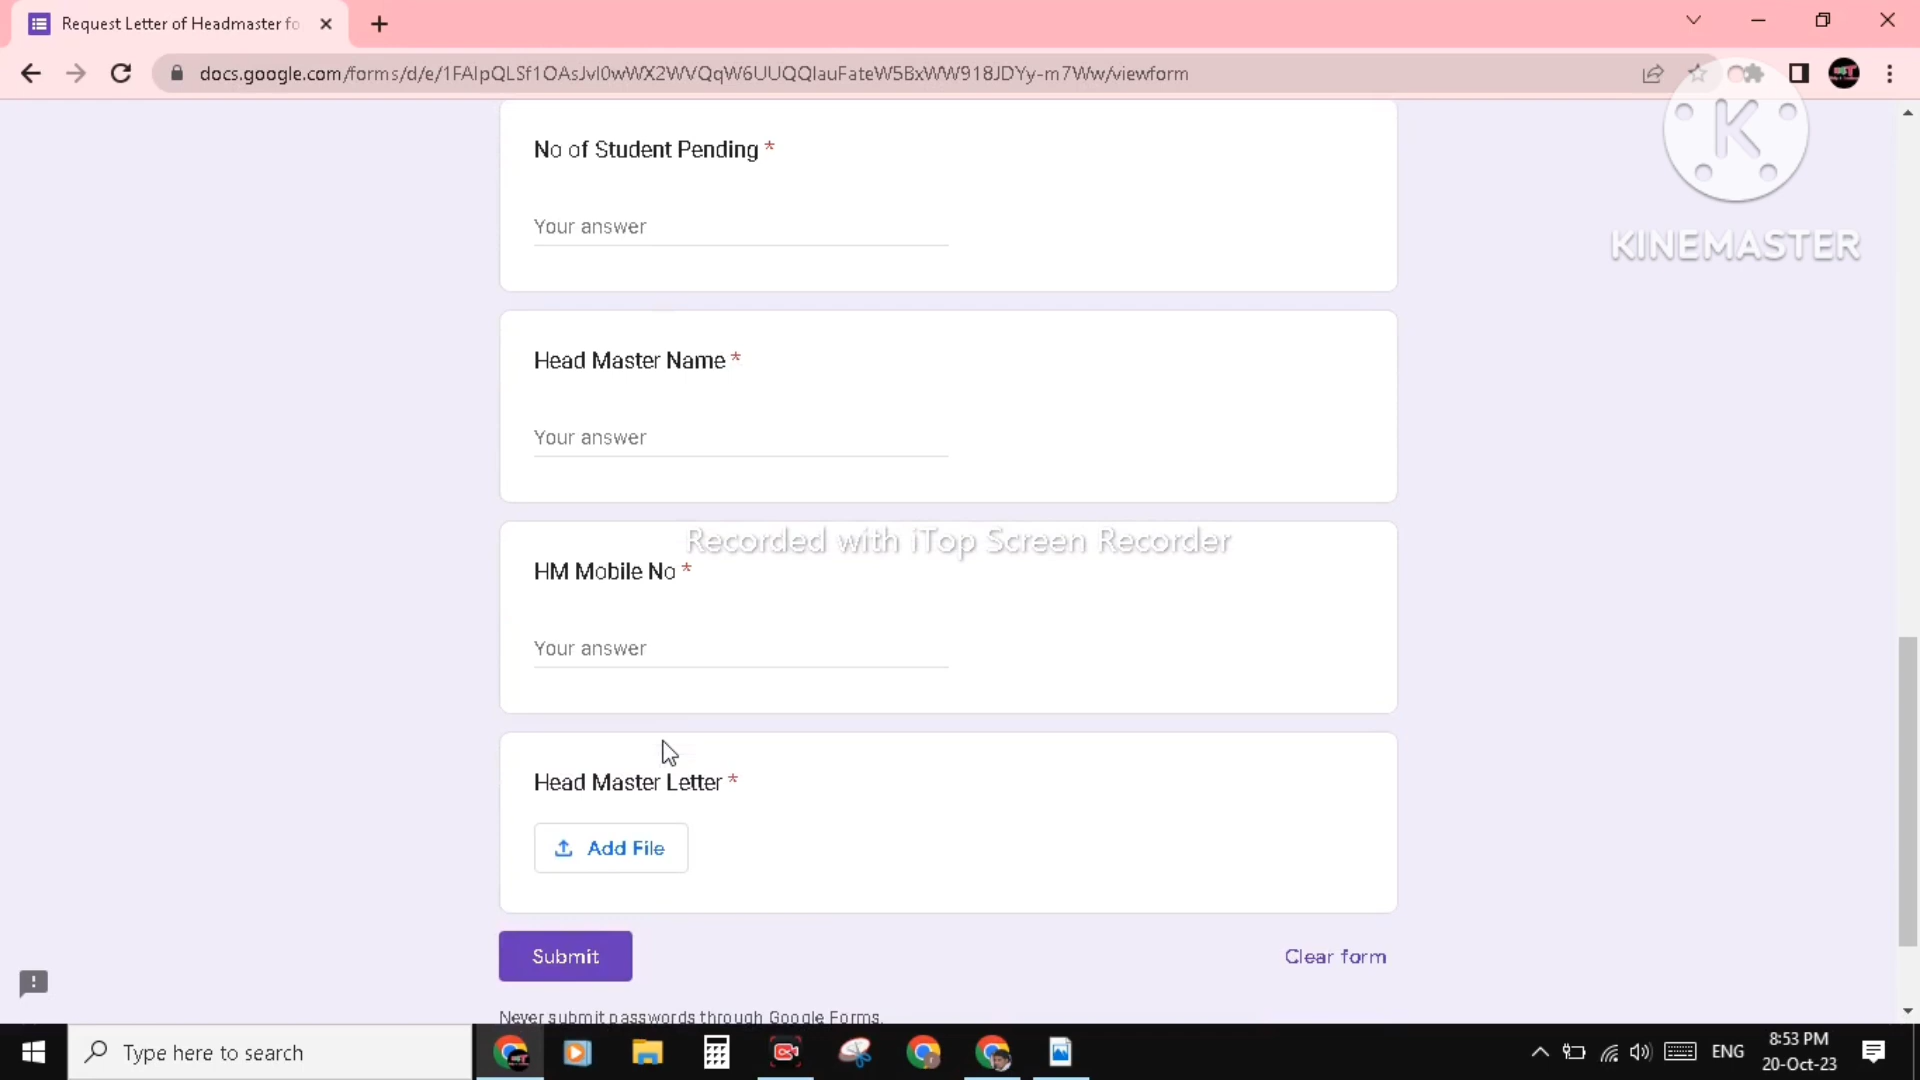 Request Letter of Headmaster fo
docs.google.com/forms/d/e/1FAIpQLSf1OAsJvI0wWX2WVQqW6UUQQIauFateW5BxWW918JDYy-m7Ww/viewform
K
KINEMASTER
No of Student Pending *
Your answer
Head Master Name *
Your answer
Recorded with iTop Screen Recorder
HM Mobile No *
Your answer
Head Master Letter *
Add File
Submit
Clear form
Never submit passwords through Google Forms.
Type here to search
ENG
8:53 PM
20-Oct-23